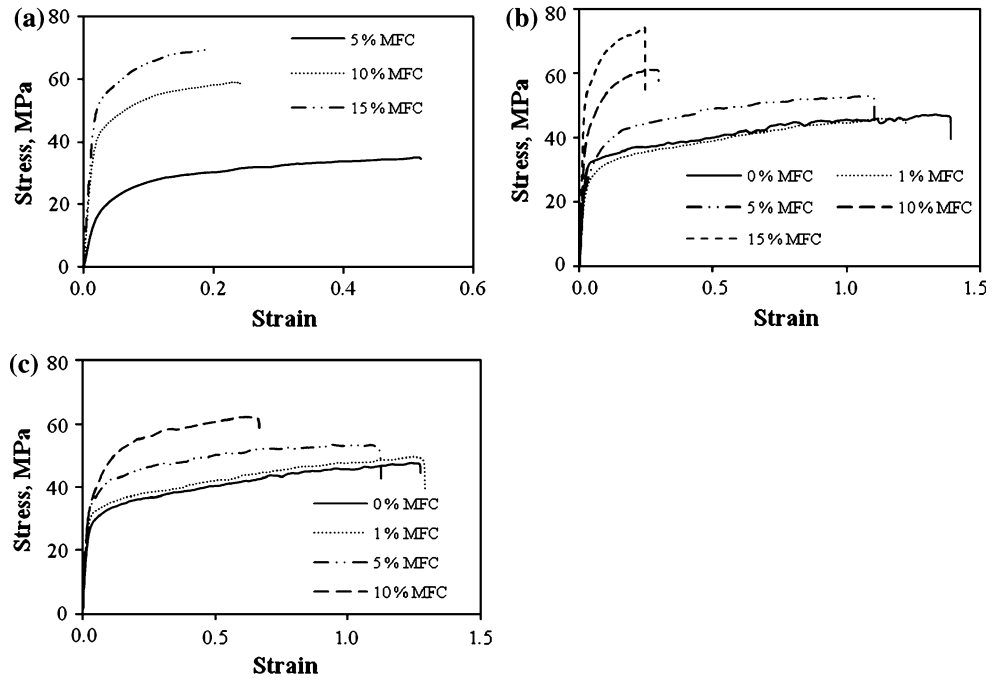 (a)
80
60
40
20
0
Stress, MPa
5% MFC
10% MFC
15% MFC
0.0 0.2 0.4 0.6
Strain
(b)
80
60
40
20
0
Stress, MPa
0% MFC 1% MFC
5% MFC 10% MFC
15% MFC
0.0 0.5 1.0 1.5
Strain
(c)
80
60
40
20
0
Stress, MPa
0% MFC
1% MFC
5% MFC
10% MFC
0.0 0.5 1.0 1.5
Strain